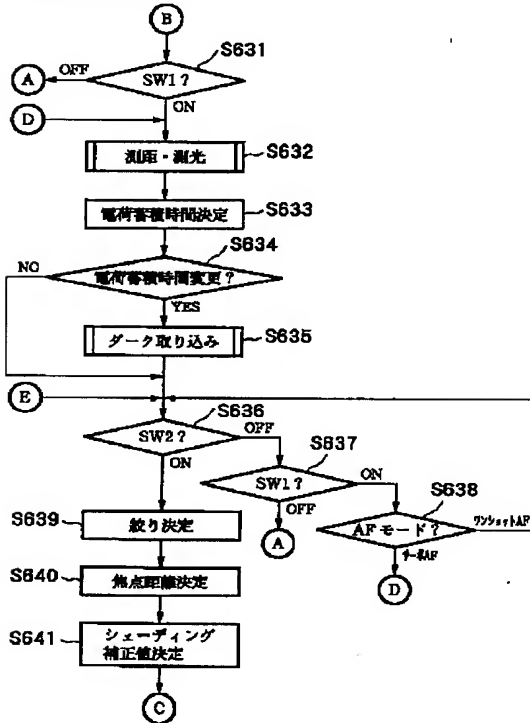 B
S631
A
OFF
SW1?
ON
D
測距・測光
S632
電荷蓄積時間決定
S633
S634
NO
電荷蓄積時間変更?
YES
ダーク取り込み
S635
E
S636
SW2?
OFF
ON
S637
SW1?
ON
OFF
S638
A
AFモード?
ワンショットAF
サーボAF
D
S639
絞り決定
S640
焦点距離決定
S641
シェーディング
補正値決定
C